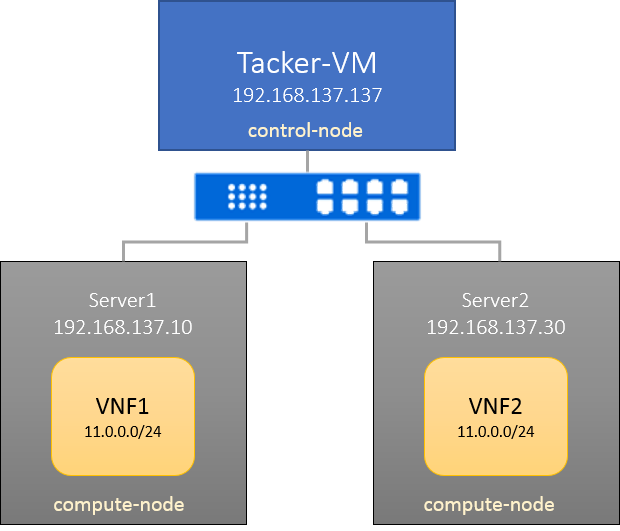 Tacker-VM
192.168.137.137
control-node
Server1
192.168.137.10
VNF1
11.0.0.0/24
compute-node
Server2
192.168.137.30
VNF2
11.0.0.0/24
compute-node